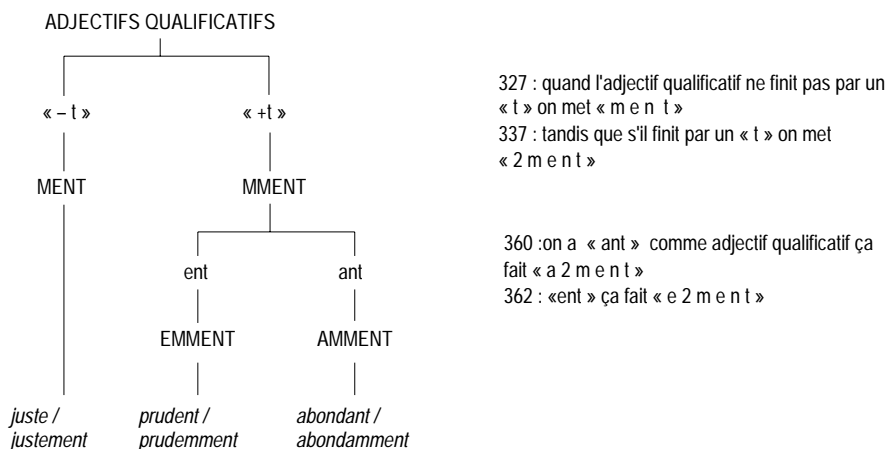 ADJECTIFS QUALIFICATIFS
« – t »
« +t »
MENT
MMENT
ent
ant
EMMENT
AMMENT
juste /
justement
prudent /
prudemment
abondant /
abondamment
327 : quand l'adjectif qualificatif ne finit pas par un
« t » on met « m e n  t »
337 : tandis que s'il finit par un « t » on met
« 2 m e n t »
360 :on a  « ant »  comme adjectif qualificatif ça
fait « a 2 m e n t »
362 : «ent » ça fait « e 2 m e n t »